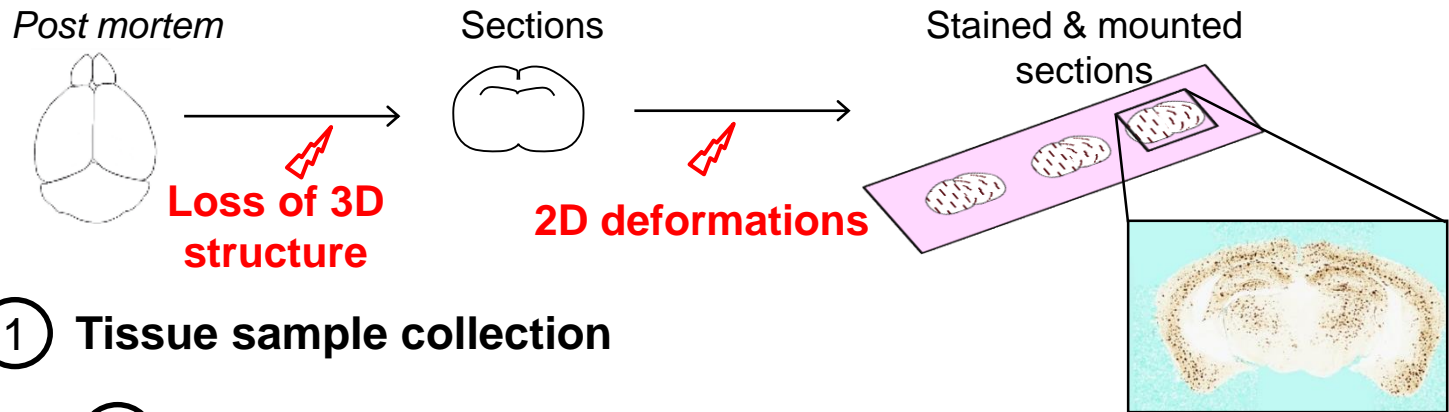 Post mortem
Sections
Stained & mounted
sections
Loss of 3D
structure
2D deformations
1 Tissue sample collection